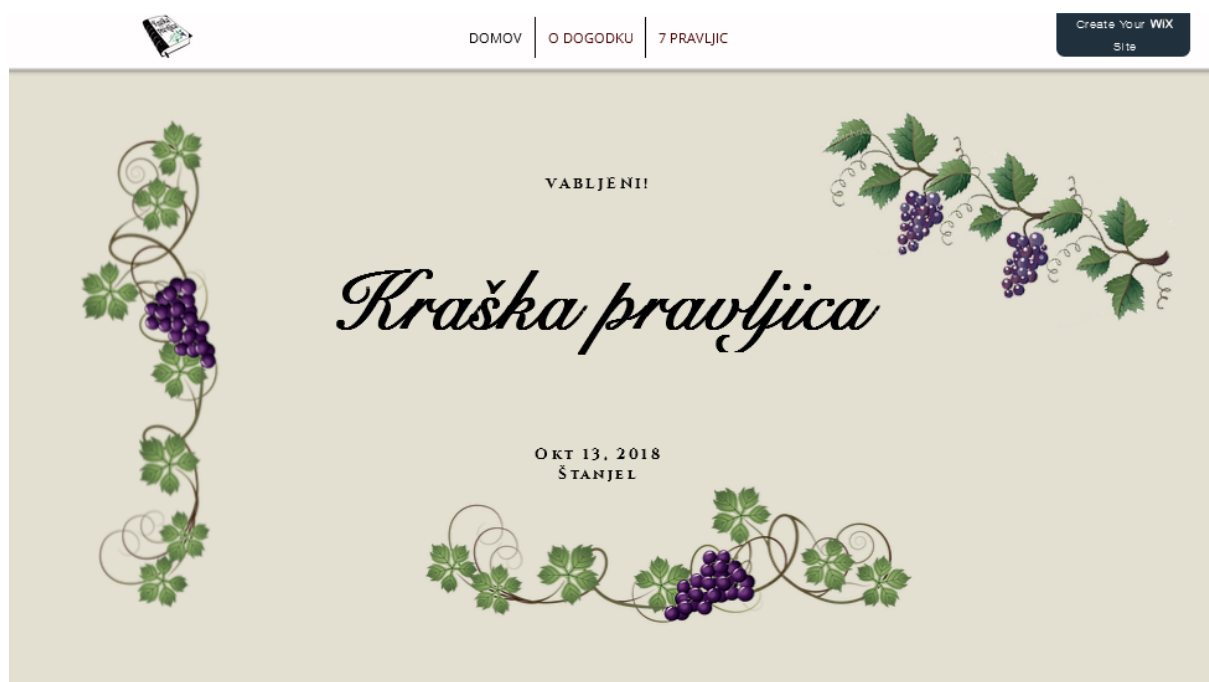 DOMOV
O DOGODKU
7 PRAVLJIC
Create Your WiX
Site
VABLJENI!
Kraška pravljica
Okt 13, 2018
Štanjel